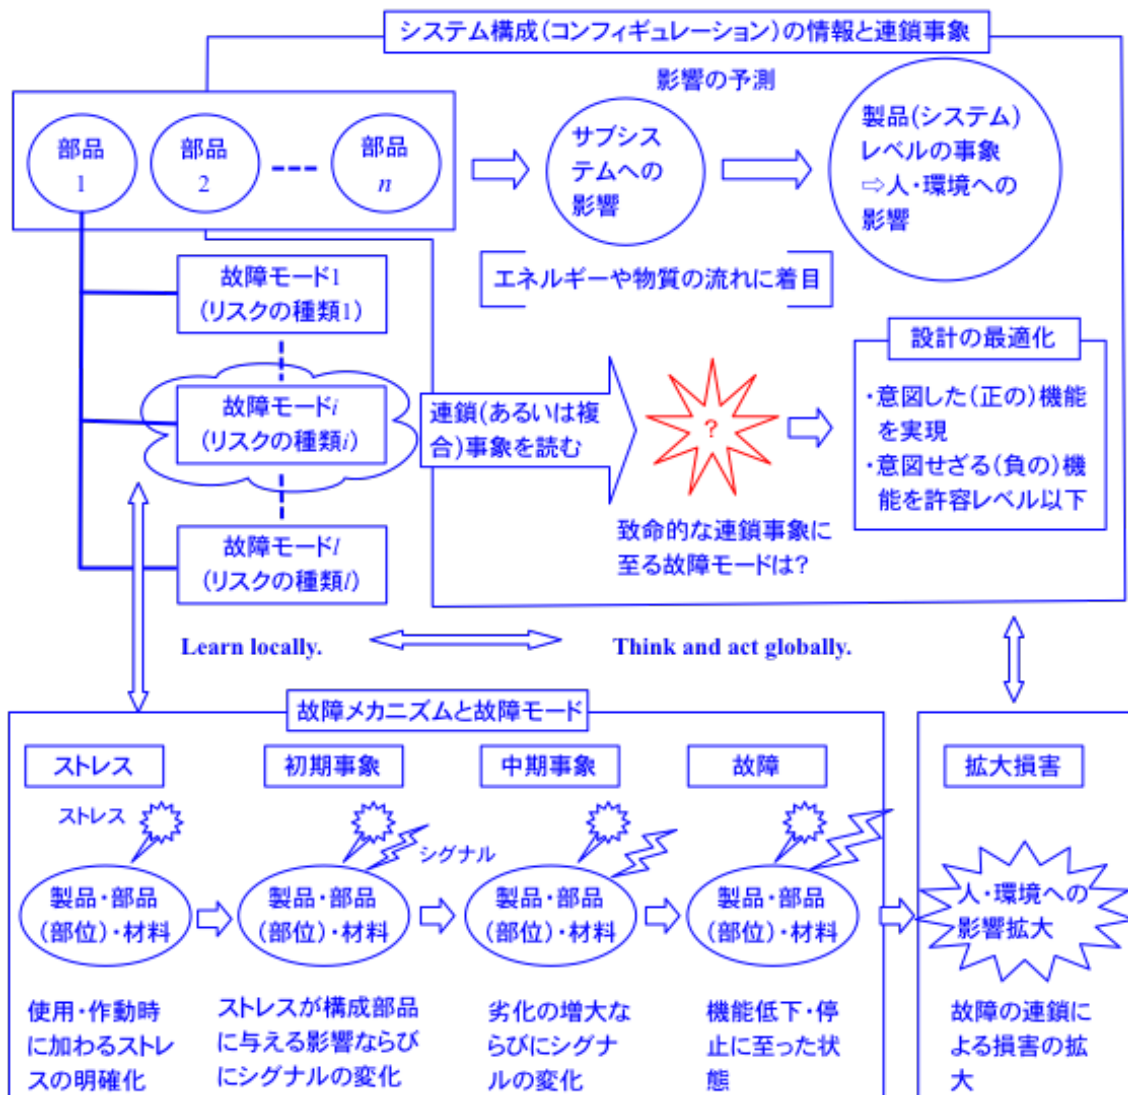 システム構成(コンフィギュレーション)の情報と連鎖事象
影響の予測
部品
1
部品
2
部品
n
サブシス
テムへの
影響
製品(システム)
レベルの事象
⇨人・環境への
影響
エネルギーや物質の流れに着目
故障モード1
(リスクの種類1)
故障モードi
(リスクの種類i)
故障モードl
(リスクの種類l)
連鎖(あるいは複
合)事象を読む
?
致命的な連鎖事象に
至る故障モードは?
設計の最適化
・意図した(正の)機能
を実現
・意図せざる(負の)機
能を許容レベル以下
Learn locally.
Think and act globally.
故障メカニズムと故障モード
ストレス
初期事象
中期事象
故障
拡大損害
ストレス
シグナル
製品・部品
(部位)・材料
製品・部品
(部位)・材料
製品・部品
(部位)・材料
製品・部品
(部位)・材料
人・環境への
影響拡大
使用・作動時
に加わるストレ
スの明確化
ストレスが構成部品
に与える影響ならび
にシグナルの変化
劣化の増大な
らびにシグナ
ルの変化
機能低下・停
止に至った状
態
故障の連鎖に
よる損害の拡
大